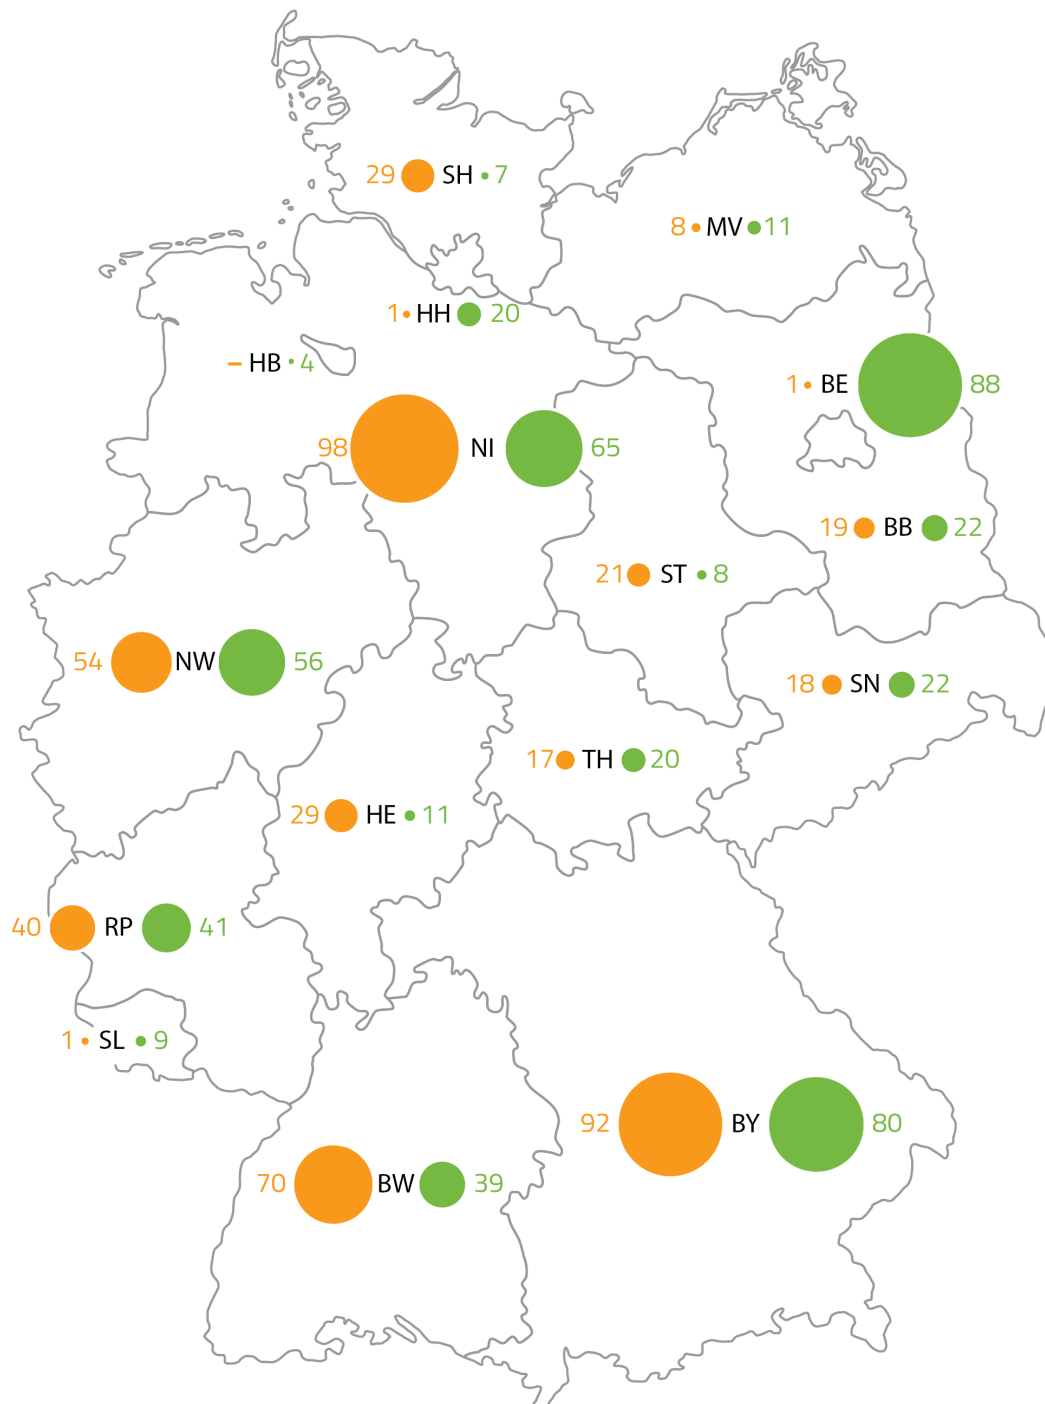 29 SH 7
8 MV 11
1 HH 20
– HB 4
1 BE 88
98 NI 65
19 BB 22
21 ST 8
54 NW 56
18 SN 22
17 TH 20
29 HE 11
40 RP 41
1 SL 9
92 BY 80
70 BW 39